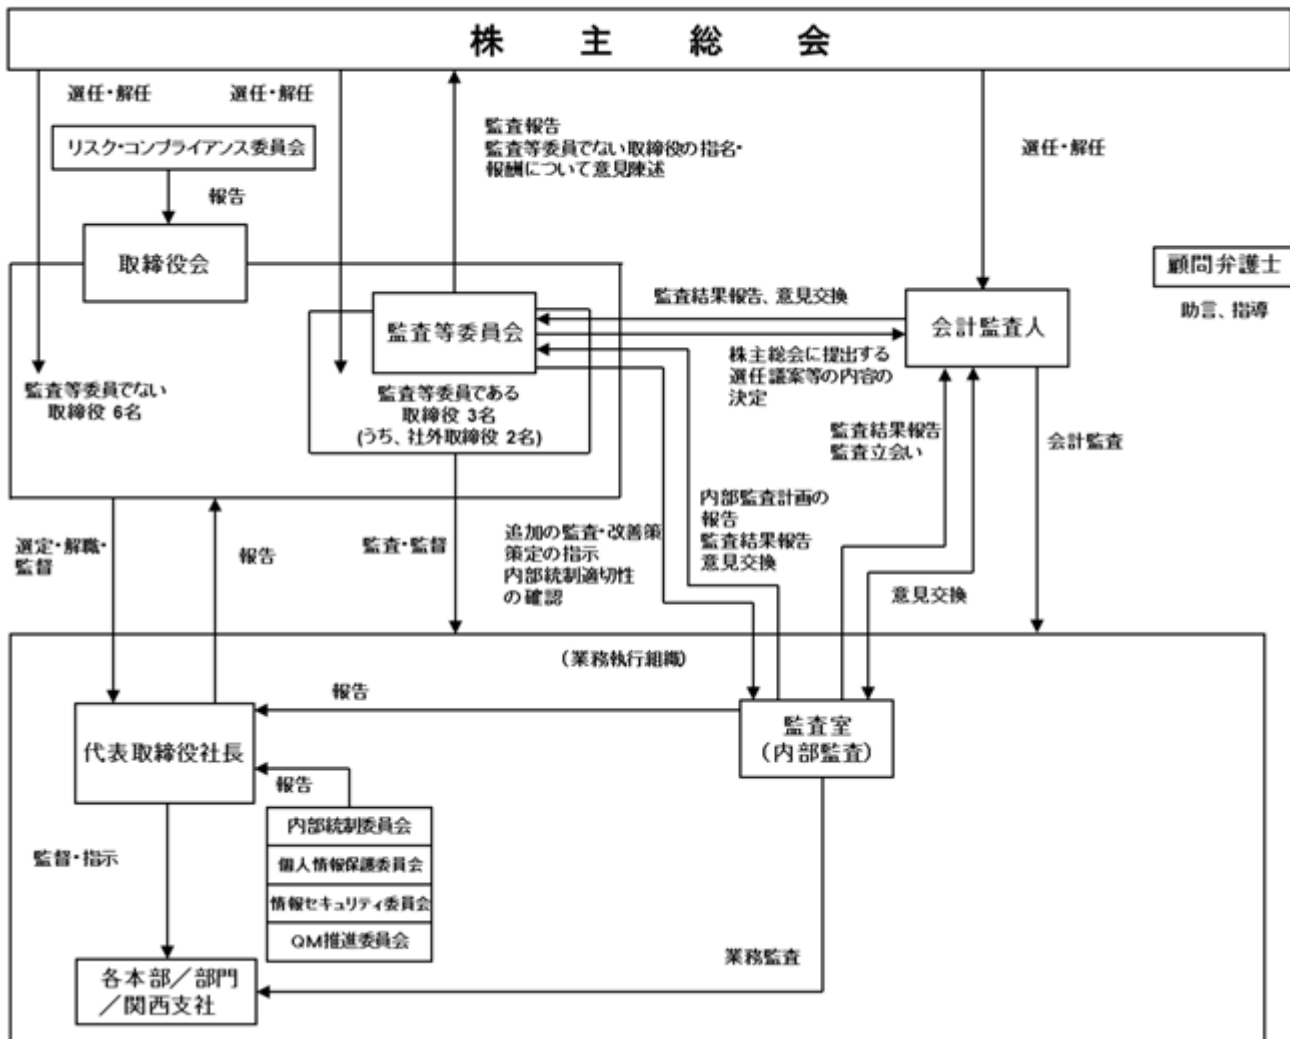 株主総会
選任・解任
選任・解任
監査報告
監査等委員でない取締役の指名・
報酬について意見陳述
選任・解任
リスク・コンプライアンス委員会
報告
取締役会
顧問弁護士
助言、指導
監査等委員会
監査結果報告、意見交換
会計監査人
株主総会に提出する
選任議案等の内容の
決定
監査等委員でない
取締役 6名
監査等委員である
取締役 3名
(うち、社外取締役 2名)
監査結果報告
監査立会い
会計監査
選定・解職・
監督
報告
監査・監督
追加の監査・改善策
策定の指示
内部統制適切性
の確認
内部監査計画の
報告
監査結果報告
意見交換
意見交換
(業務執行組織)
報告
代表取締役社長
監査室
(内部監査)
報告
内部統制委員会
個人情報保護委員会
情報セキュリティ委員会
QM推進委員会
監督・指示
業務監査
各本部／部門
／関西支社